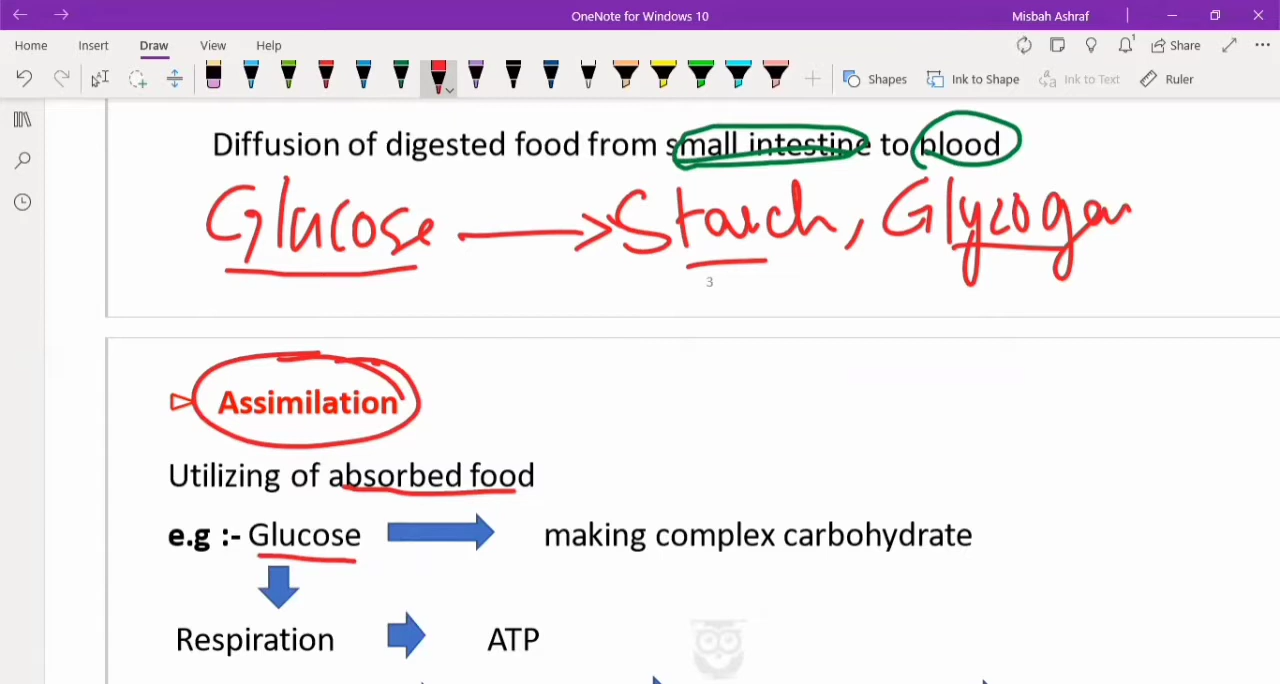 OneNote for Windows 10
Misbah Ashraf
Home Insert Draw View Help
1 Share
Shapes Ink to Shape Ink to Text Ruler
Diffusion of digested food from small intestine to blood
Glucose → Starch, Glycogen
3
Assimilation
Utilizing of absorbed food
e.g :- Glucose making complex carbohydrate
Respiration ATP